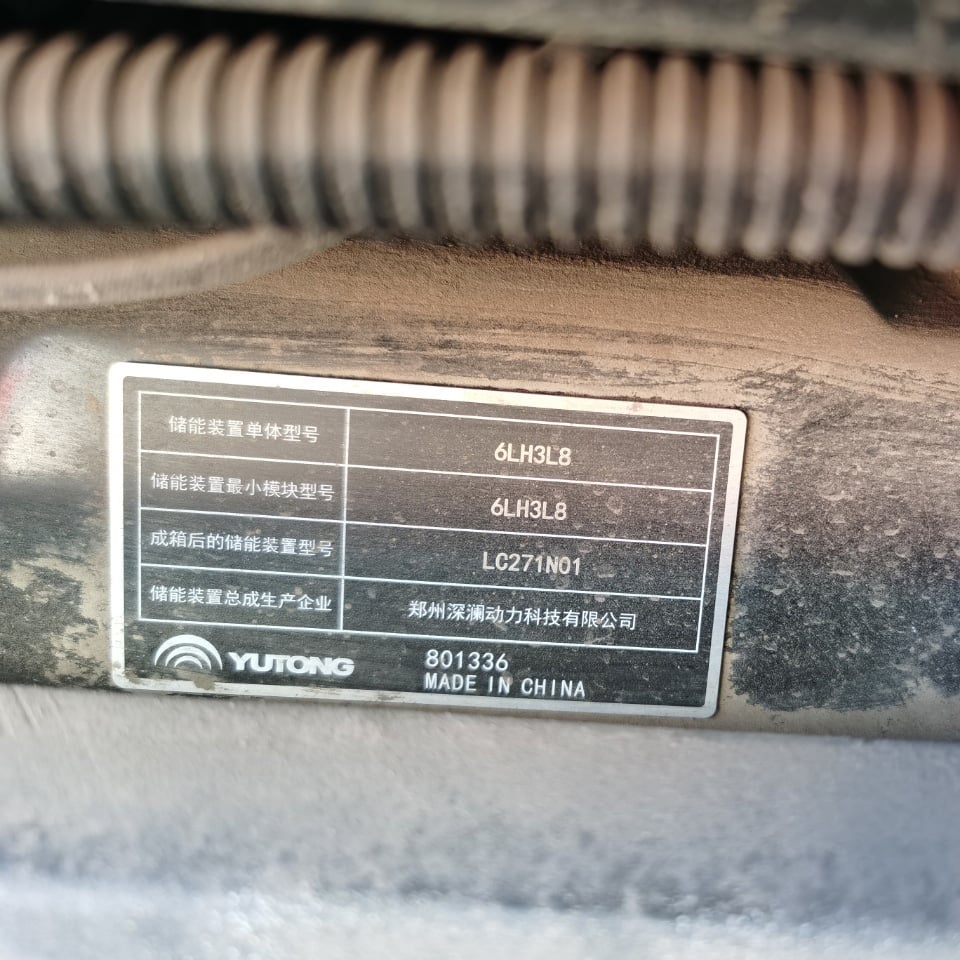 储能装置单体型号 6LH3L8
储能装置最小模块型号 6LH3L8
成箱后的储能装置型号 LC271N01
储能装置总成生产企业 郑州深澜动力科技有限公司
YUTONG 801336
MADE IN CHINA